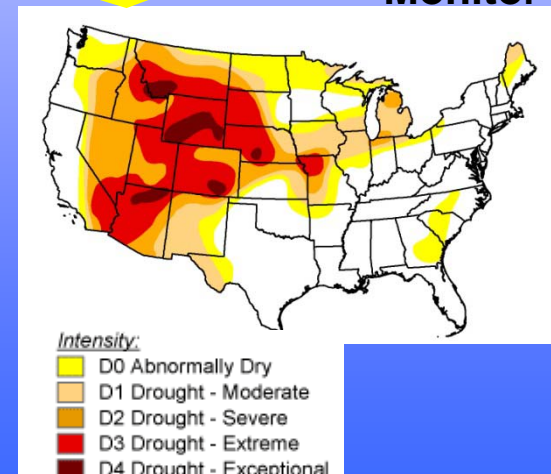 Monitor
Intensity:
D0 Abnormally Dry
D1 Drought - Moderate
D2 Drought - Severe
D3 Drought - Extreme
D4 Drought - Exceptional